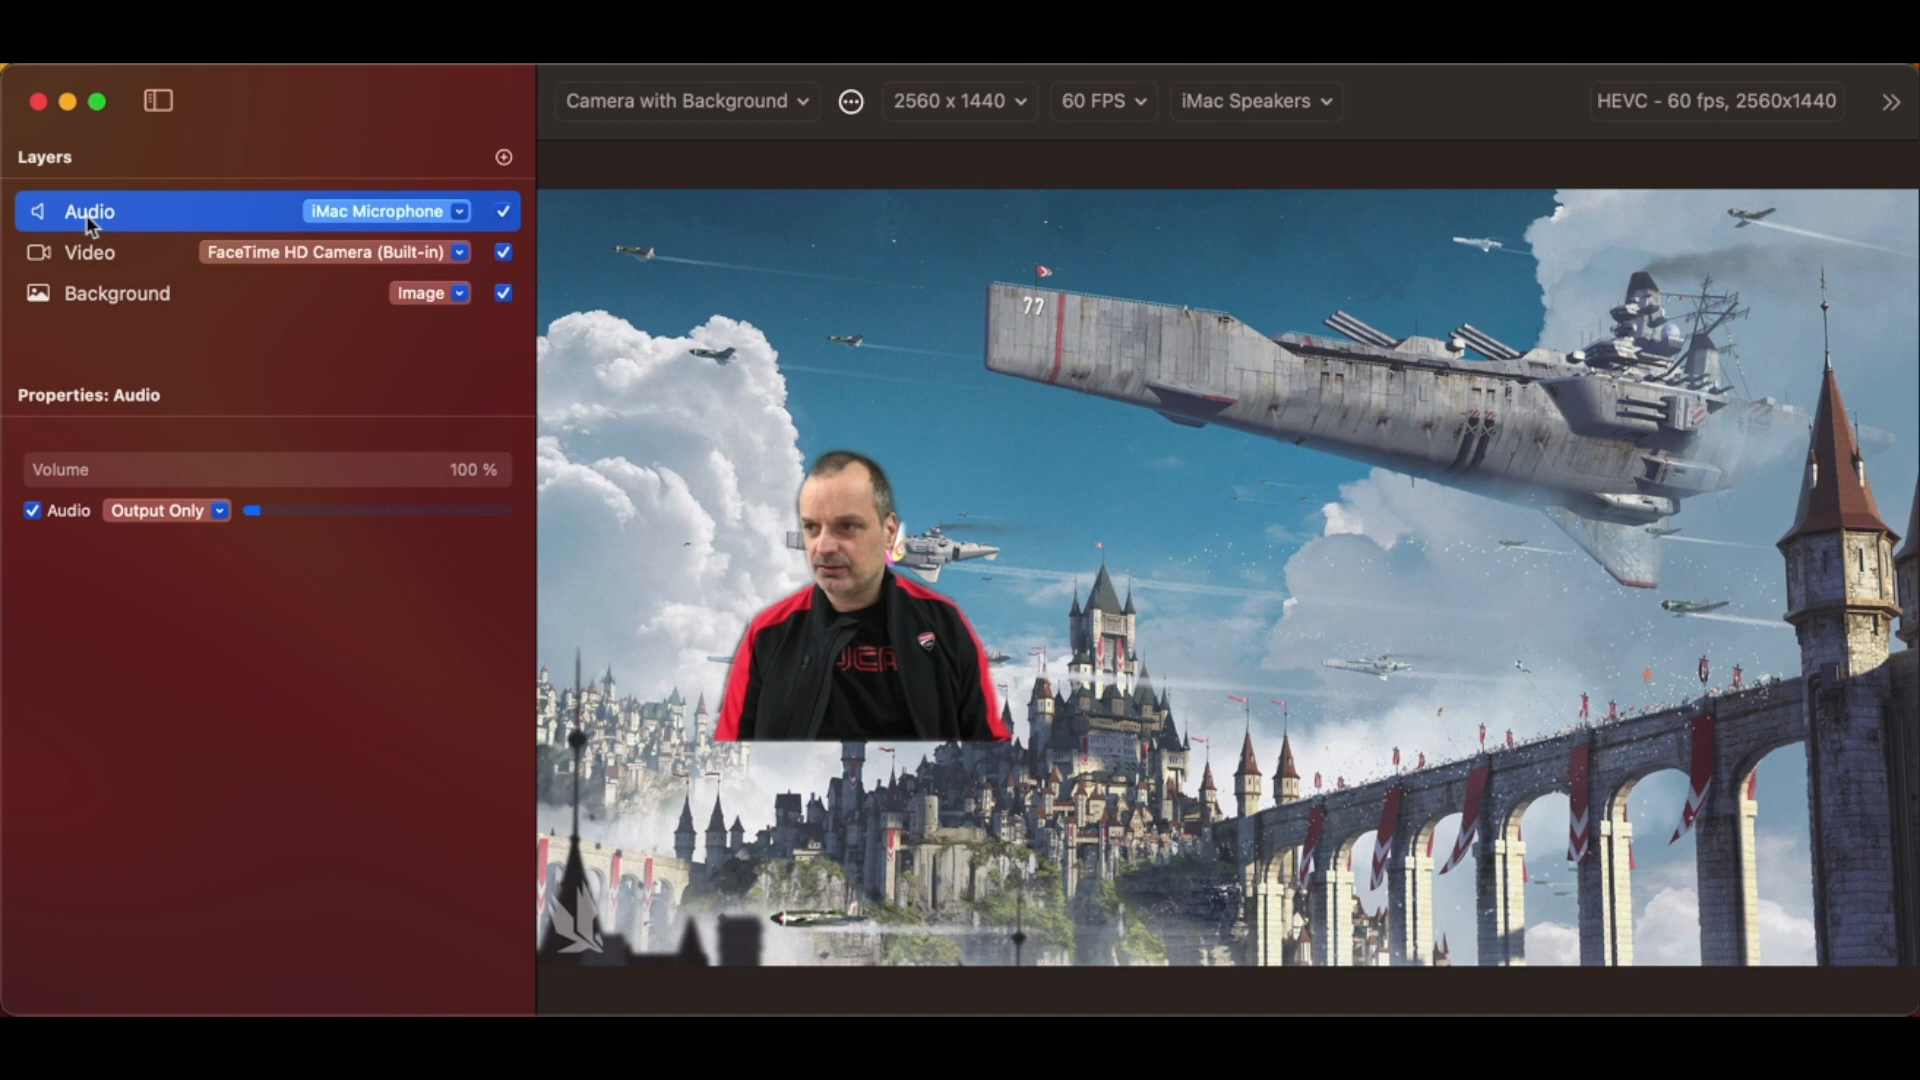 Camera with Background
2560 x 1440
60 FPS
iMac Speakers
HEVC - 60 fps, 2560x1440
Layers
Audio
iMac Microphone
Video
FaceTime HD Camera (Built-in)
Background
Image
Properties: Audio
Volume
100 %
Audio
Output Only
77